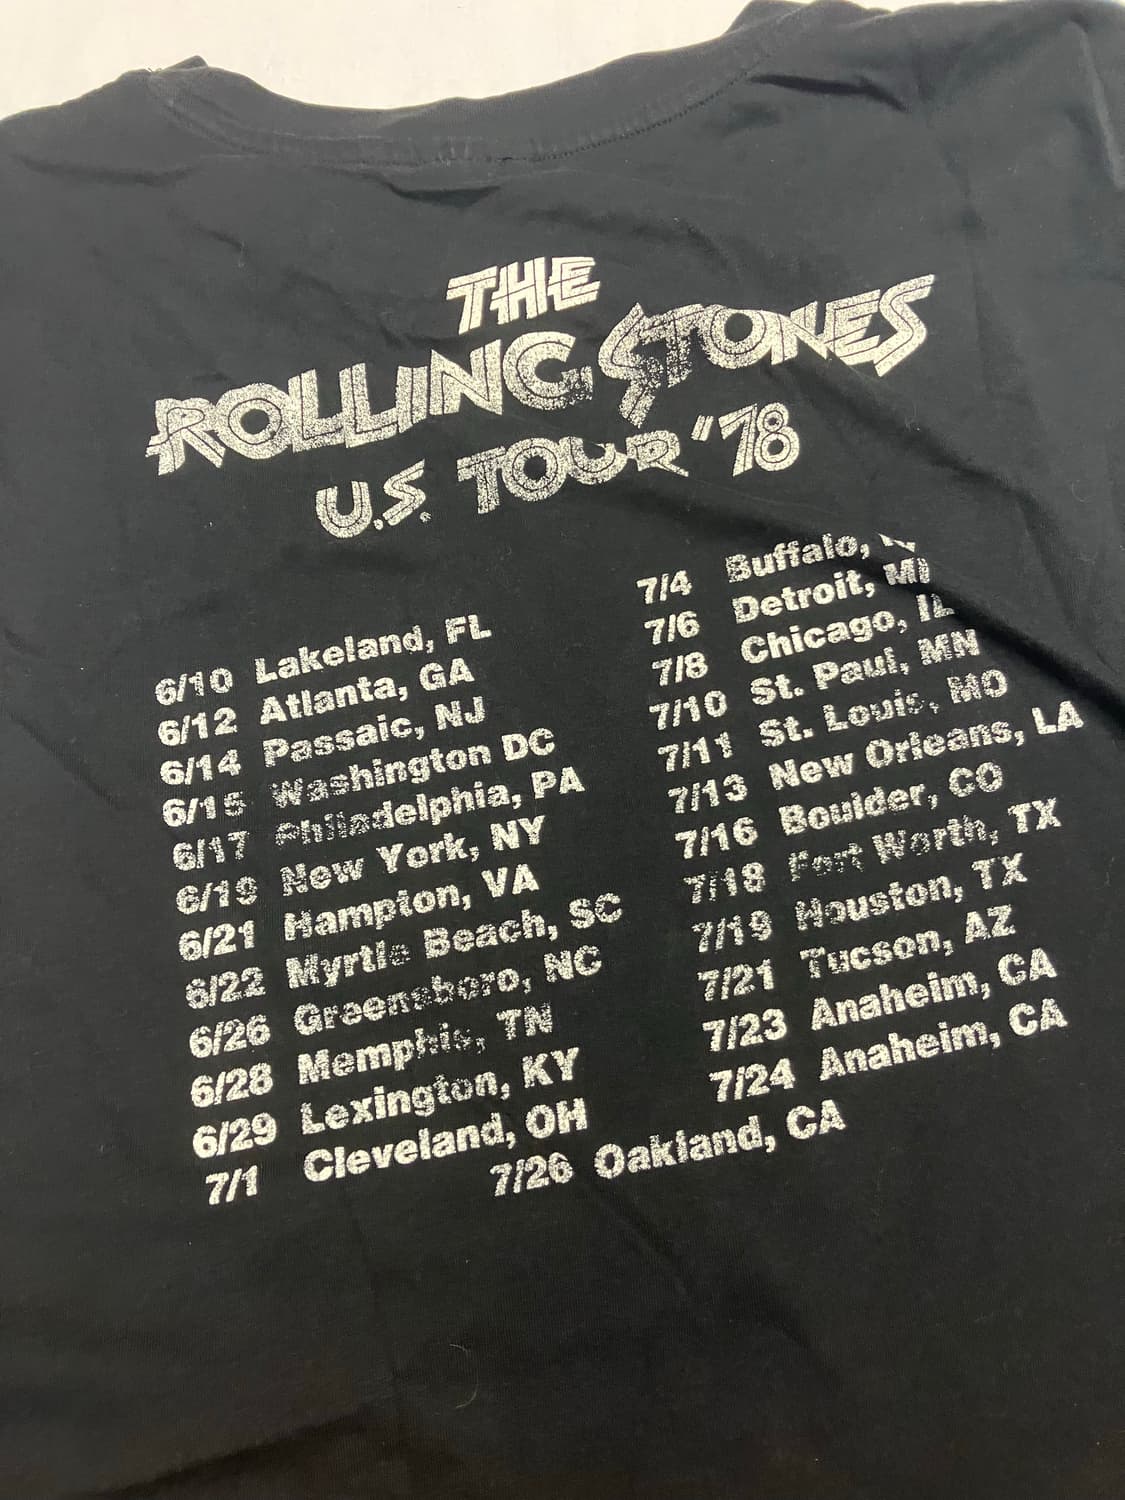 THE
ROLLING STONES
U.S. TOUR '78
6/10 Lakeland, FL
6/12 Atlanta, GA
6/14 Passaic, NJ
6/15 Washington DC
6/17 Philadelphia, PA
6/19 New York, NY
6/21 Hampton, VA
6/22 Myrtle Beach, SC
6/26 Greensboro, NC
6/28 Memphis, TN
6/29 Lexington, KY
7/1 Cleveland, OH
7/4 Buffalo,
7/6 Detroit, MI
7/8 Chicago, IL
7/10 St. Paul, MN
7/11 St. Louis, MO
7/13 New Orleans, LA
7/16 Boulder, CO
7/18 Fort Worth, TX
7/19 Houston, TX
7/21 Tucson, AZ
7/23 Anaheim, CA
7/24 Anaheim, CA
7/26 Oakland, CA